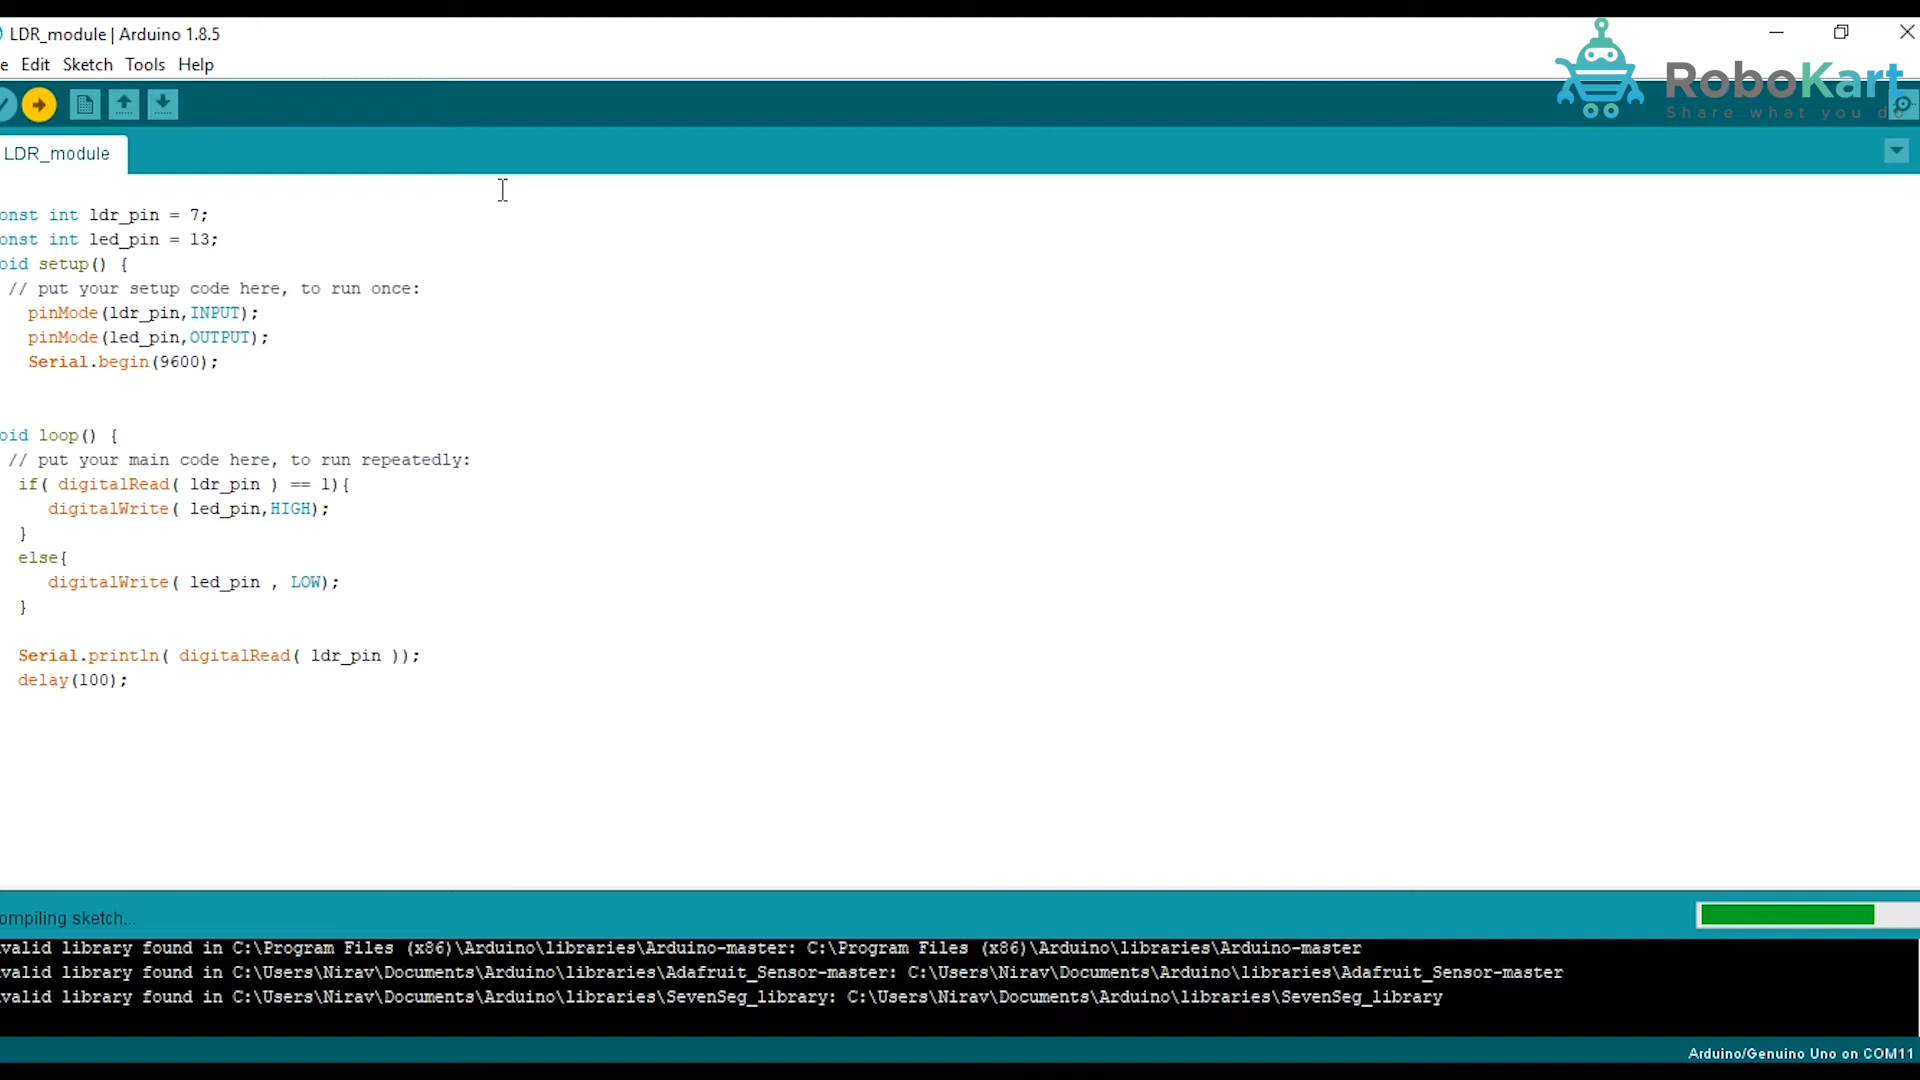 LDR_module | Arduino 1.8.5
e Edit Sketch Tools Help
RoboKart
Share what you do
LDR_module
onst int ldr_pin = 7;
onst int led_pin = 13;
oid setup() {
// put your setup code here, to run once:
pinMode(ldr_pin,INPUT);
pinMode(led_pin,OUTPUT);
Serial.begin(9600);
oid loop() {
// put your main code here, to run repeatedly:
if( digitalRead( ldr_pin ) == 1){
digitalWrite( led_pin,HIGH);
}
else{
digitalWrite( led_pin , LOW);
}
Serial.println( digitalRead( ldr_pin ));
delay(100);
ompiling sketch...
valid library found in C:\Program Files (x86)\Arduino\libraries\Arduino-master: C:\Program Files (x86)\Arduino\libraries\Arduino-master
valid library found in C:\Users\Nirav\Documents\Arduino\libraries\Adafruit_Sensor-master: C:\Users\Nirav\Documents\Arduino\libraries\Adafruit_Sensor-master
valid library found in C:\Users\Nirav\Documents\Arduino\libraries\SevenSeg_library: C:\Users\Nirav\Documents\Arduino\libraries\SevenSeg_library
Arduino/Genuino Uno on COM11